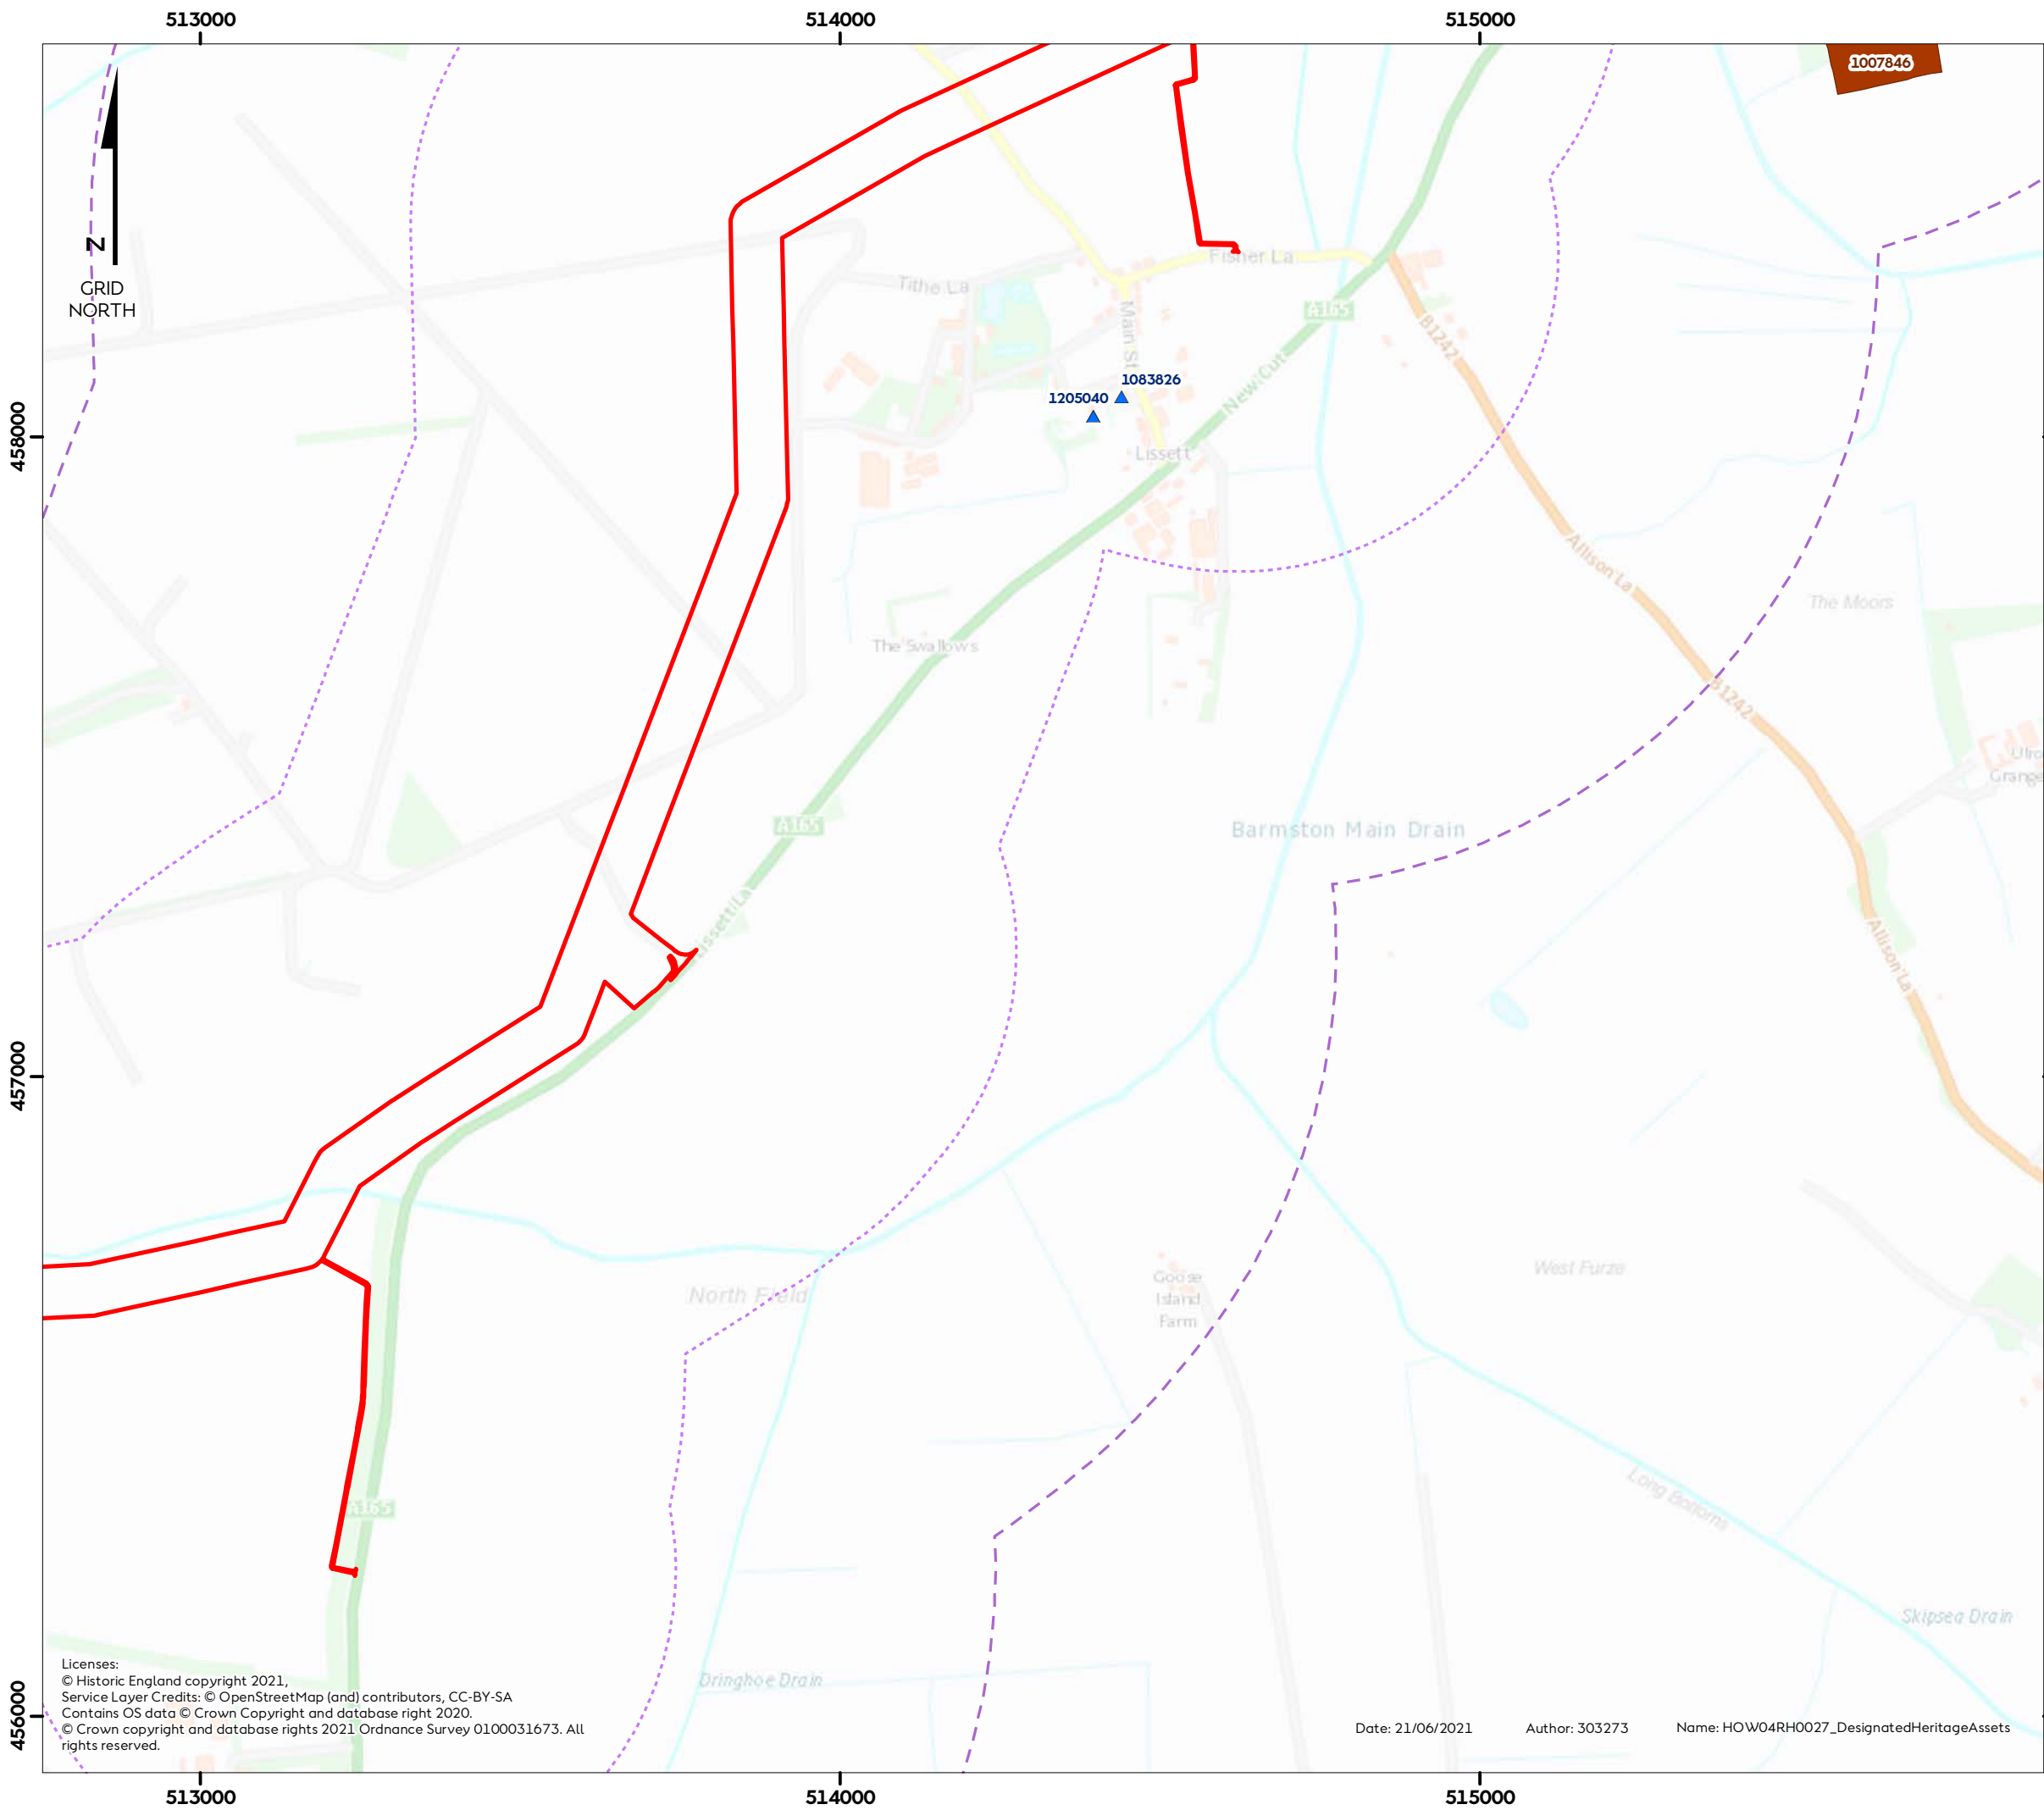 513000
514000
515000
1007846
GRID
NORTH
N
Fisher La
Tithe La
Main St
A165
B1242
1083826
1205040
New Cut
458000
Lissett
Allison La
The Moors
The Swallows
B1242
Grange
A165
Barmston Main Drain
Lissett La
Allison La
457000
North Field
Goose
Island
Farm
West Furze
Long Bottoms
A165
Skipsea Drain
Dringhoe Drain
456000
Licenses:
© Historic England copyright 2021,
Service Layer Credits: © OpenStreetMap (and) contributors, CC-BY-SA
Contains OS data © Crown Copyright and database right 2020.
© Crown copyright and database rights 2021 Ordnance Survey 0100031673. All
rights reserved.
Date: 21/06/2021 Author: 303273 Name: HOW04RH0027_DesignatedHeritageAssets
513000
514000
515000